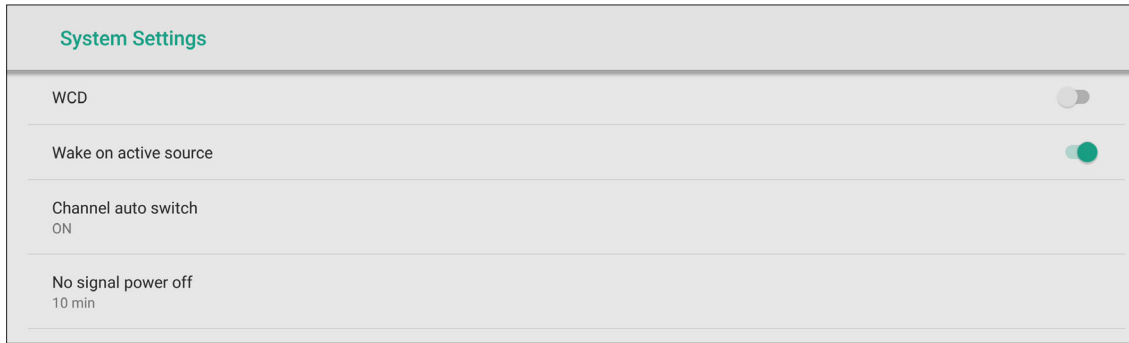 System Settings
WCD
Wake on active source
Channel auto switch
ON
No signal power off
10 min